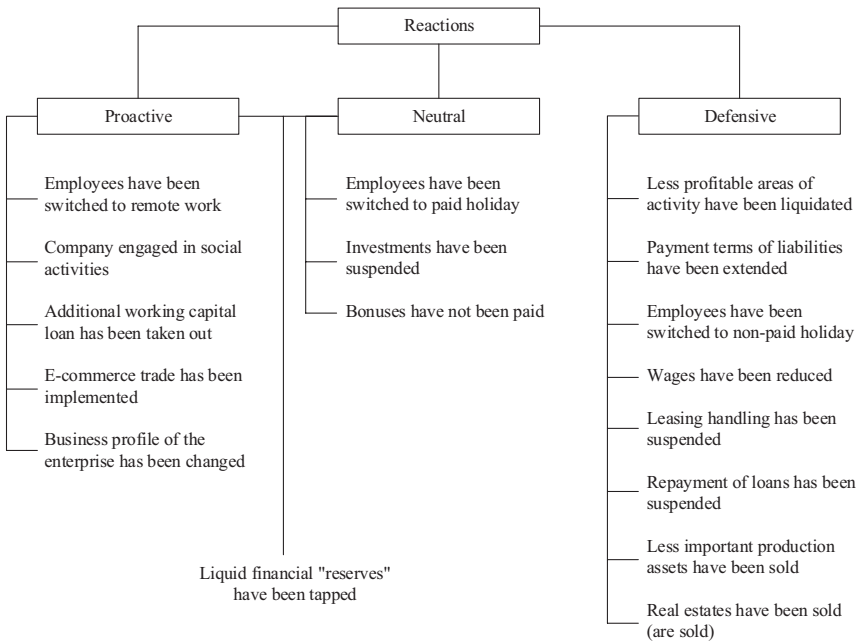 Reactions
Proactive
Employees have been
switched to remote work
Company engaged in social
activities
Additional working capital
loan has been taken out
E-commerce trade has been
implemented
Business profile of the
enterprise has been changed
Liquid financial "reserves"
have been tapped
Neutral
Employees have been
switched to paid holiday
Investments have been
suspended
Bonuses have not been paid
Defensive
Less profitable areas of
activity have been liquidated
Payment terms of liabilities
have been extended
Employees have been
switched to non-paid holiday
Wages have been reduced
Leasing handling has been
suspended
Repayment of loans has been
suspended
Less important production
assets have been sold
Real estates have been sold
(are sold)